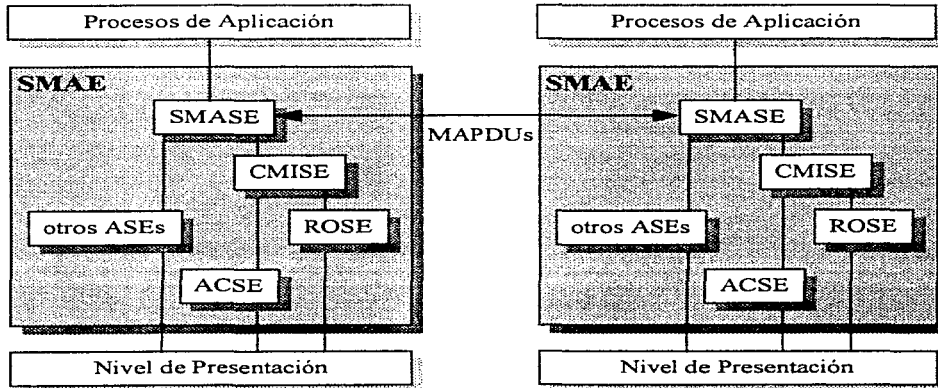 Procesos de Aplicación
SMAE
SMASE
CMISE
otros ASEs
ROSE
ACSE
Nivel de Presentación
MAPDUs
Procesos de Aplicación
SMAE
SMASE
CMISE
otros ASEs
ROSE
ACSE
Nivel de Presentación